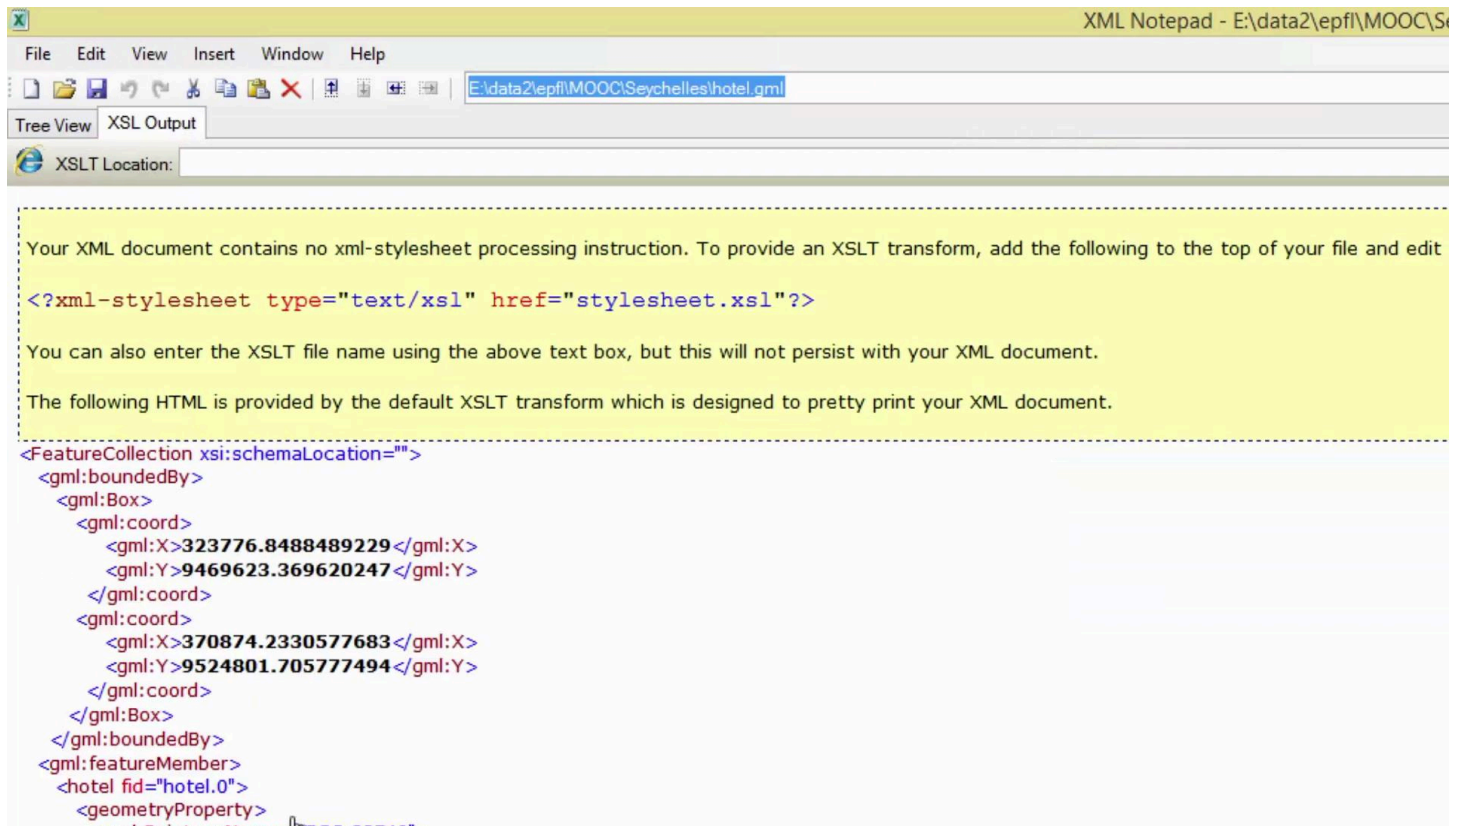 XML Notepad - E:\data2\epfl\MOOC\Se
File Edit View Insert Window Help
E:\data2\epfl\MOOC\Seychelles\hotel.gml
Tree View XSL Output
XSLT Location:
Your XML document contains no xml-stylesheet processing instruction. To provide an XSLT transform, add the following to the top of your file and edit
<?xml-stylesheet type="text/xsl" href="stylesheet.xsl"?>
You can also enter the XSLT file name using the above text box, but this will not persist with your XML document.
The following HTML is provided by the default XSLT transform which is designed to pretty print your XML document.
<FeatureCollection xsi:schemaLocation="">
<gml:boundedBy>
<gml:Box>
<gml:coord>
<gml:X>323776.8488489229</gml:X>
<gml:Y>9469623.369620247</gml:Y>
</gml:coord>
<gml:coord>
<gml:X>370874.2330577683</gml:X>
<gml:Y>9524801.705777494</gml:Y>
</gml:coord>
</gml:Box>
</gml:boundedBy>
<gml:featureMember>
<hotel fid="hotel.0">
<geometryProperty>